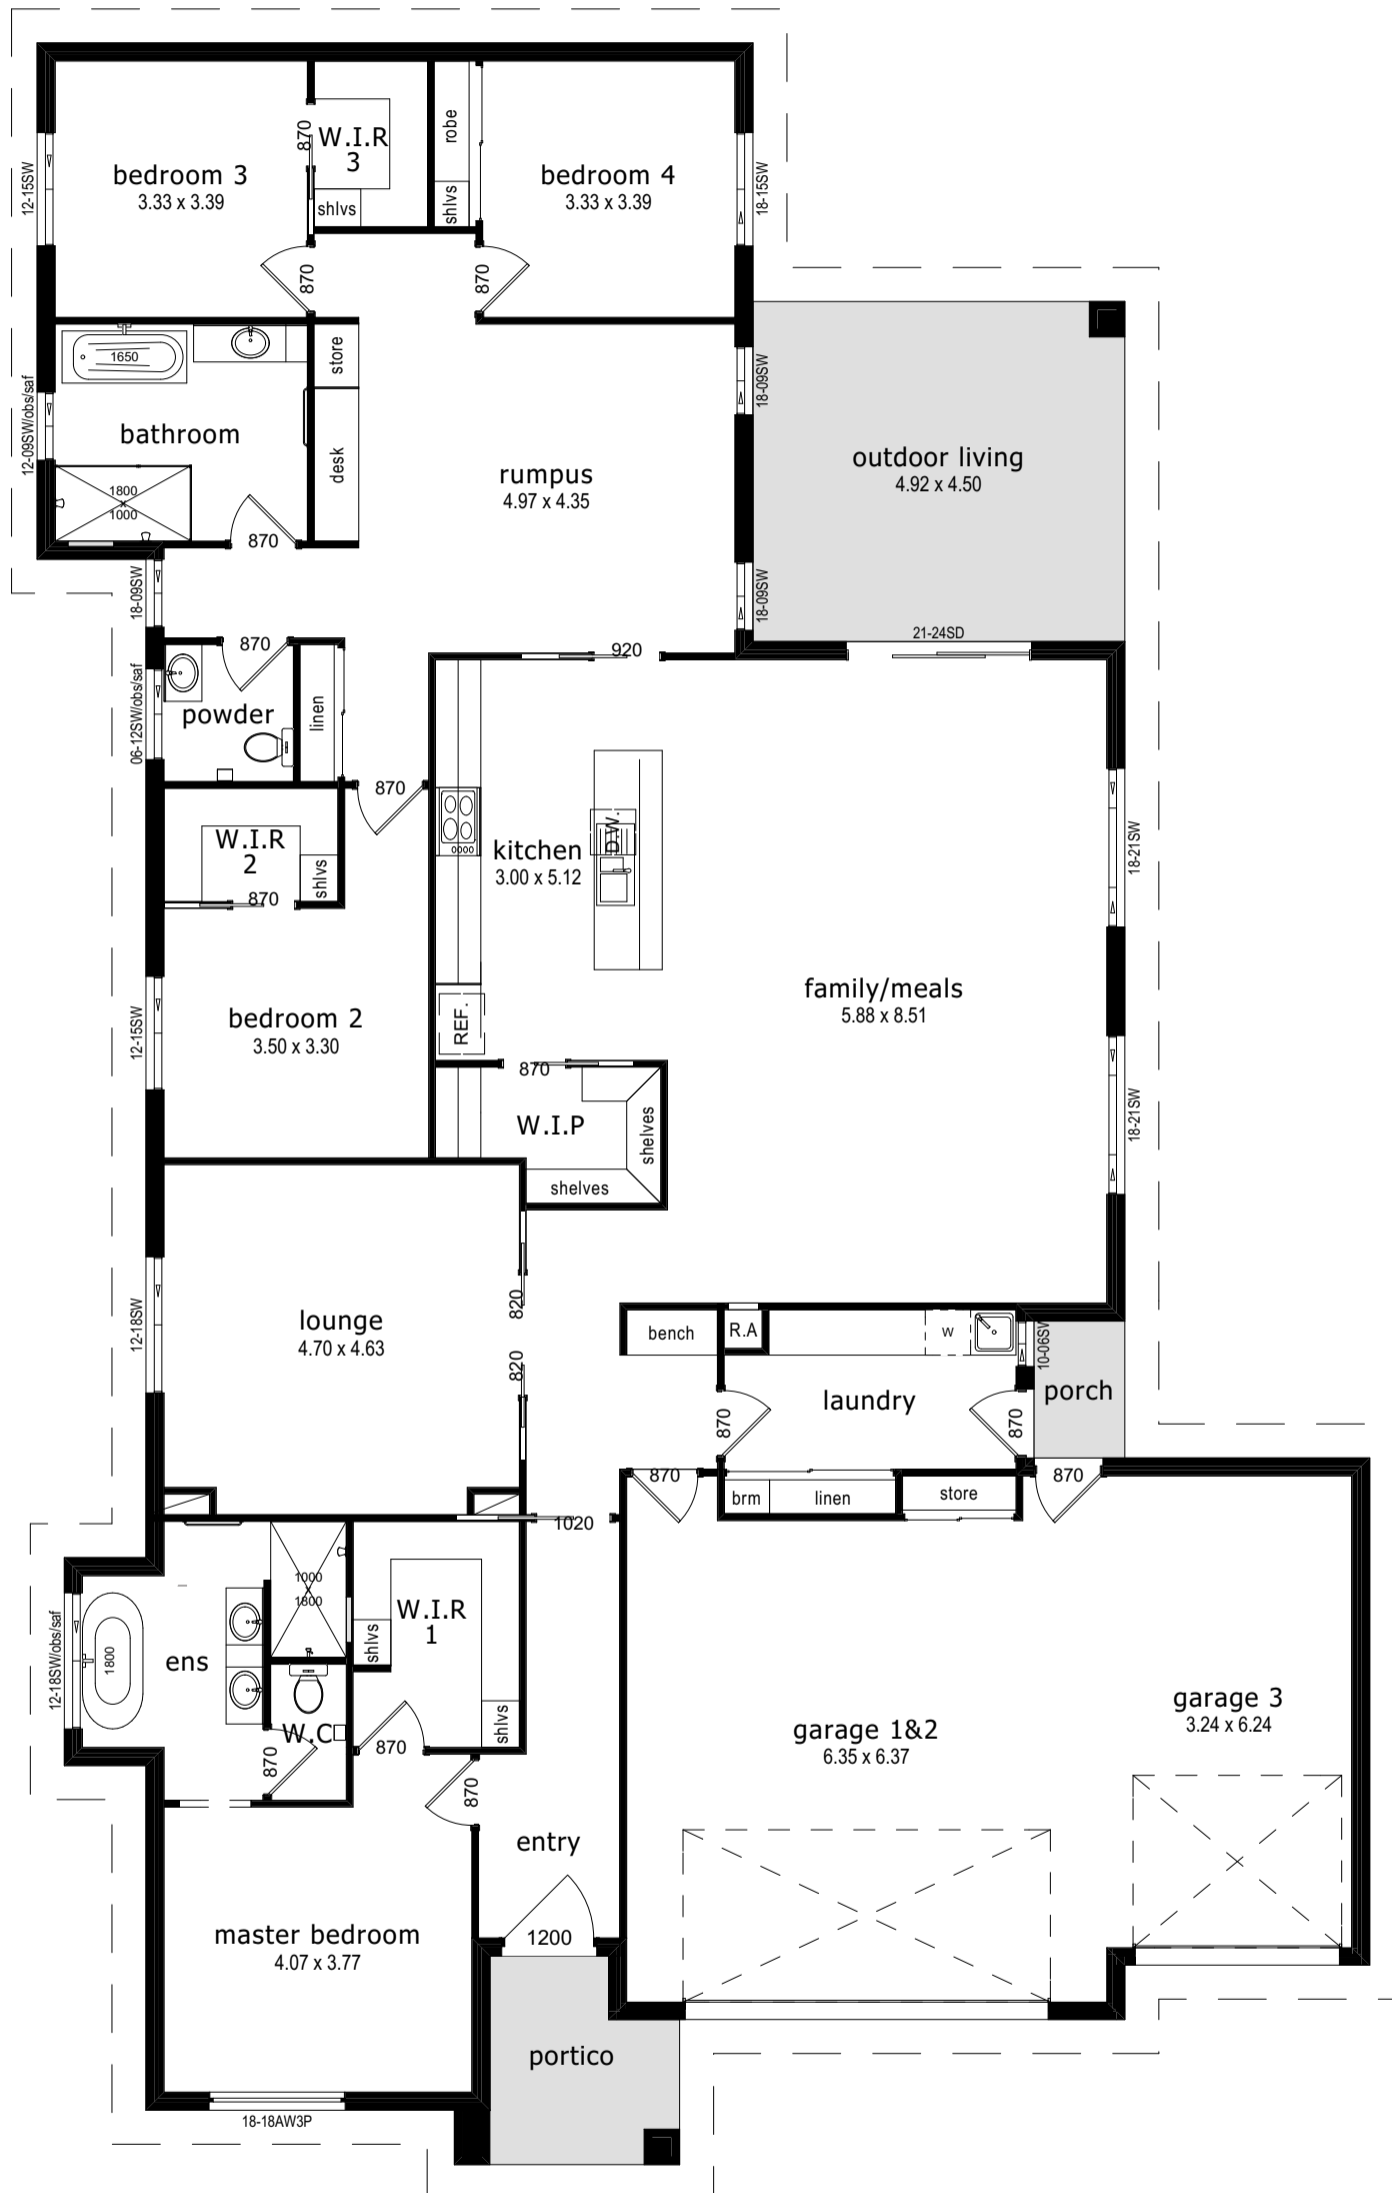 bedroom 3
3.33 x 3.39
870
W.I.R
3
shlvs
robe
shlvs
bedroom 4
3.33 x 3.39
12-15SW
18-15SW
870
870
1650
store
bathroom
desk
1800
x
1000
12-09SW/obs/saf
870
rumpus
4.97 x 4.35
18-09SW
18-09SW
outdoor living
4.92 x 4.50
21-24SD
18-09SW
870
920
06-12SW/obs/saf
powder
linen
870
W.I.R
2
shlvs
870
kitchen
3.00 x 5.12
D.W.
REF.
family/meals
5.88 x 8.51
18-21SW
18-21SW
12-15SW
bedroom 2
3.50 x 3.30
870
W.I.P
shelves
shelves
12-18SW
lounge
4.70 x 4.63
820
820
bench
R.A
w
10-06SW
laundry
porch
870
870
870
brm
linen
store
870
1020
12-18SW/obs/saf
1800
ens
1000
x
1800
W.I.R
1
shlvs
shlvs
W.C
870
870
870
garage 1&2
6.35 x 6.37
garage 3
3.24 x 6.24
entry
1200
master bedroom
4.07 x 3.77
portico
18-18AW3P